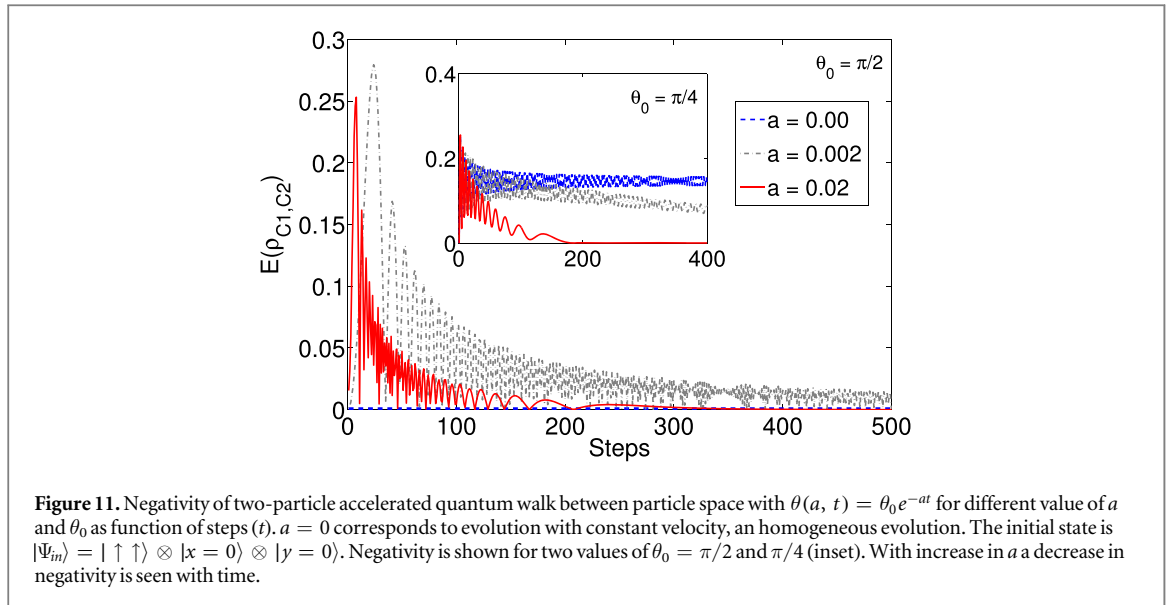 0.3
0.25
0.2
0.15
0.1
0.05
0
E(ρC1,C2)
θ0 = π/2
0.4
0.2
0
θ0 = π/4
0 200 400
a = 0.00
a = 0.002
a = 0.02
0 100 200 300 400 500
Steps
Figure 11. Negativity of two-particle accelerated quantum walk between particle space with θ(a, t) = θ0e^{−at} for different value of a
and θ0 as function of steps (t). a = 0 corresponds to evolution with constant velocity, an homogeneous evolution. The initial state is
|Ψin⟩ = | ↑ ↑⟩ ⊗ |x = 0⟩ ⊗ |y = 0⟩. Negativity is shown for two values of θ0 = π/2 and π/4 (inset). With increase in a a decrease in
negativity is seen with time.